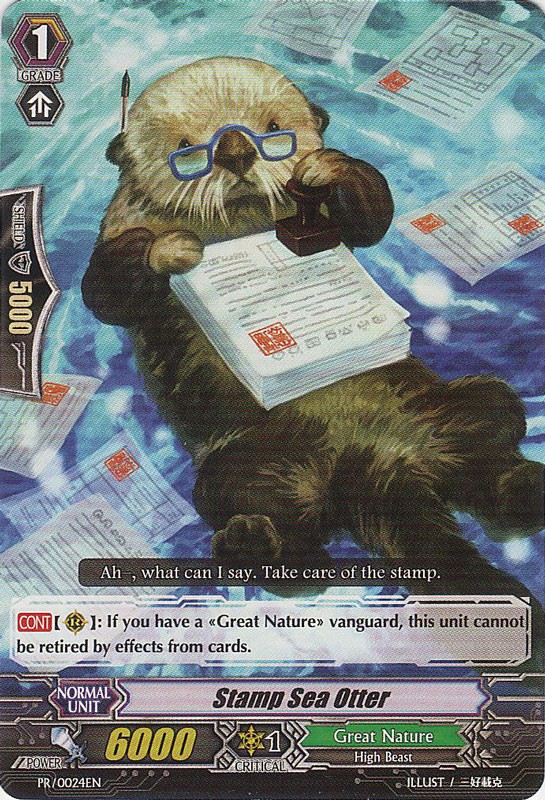 1
GRADE
SHIELD
5000
Ah–, what can I say. Take care of the stamp.
CONT【 】: If you have a «Great Nature» vanguard, this unit cannot
be retired by effects from cards.
NORMAL
UNIT
Stamp Sea Otter
POWER
6000
1
CRITICAL
Great Nature
High Beast
PR/0024EN
ILLUST / 三好載克